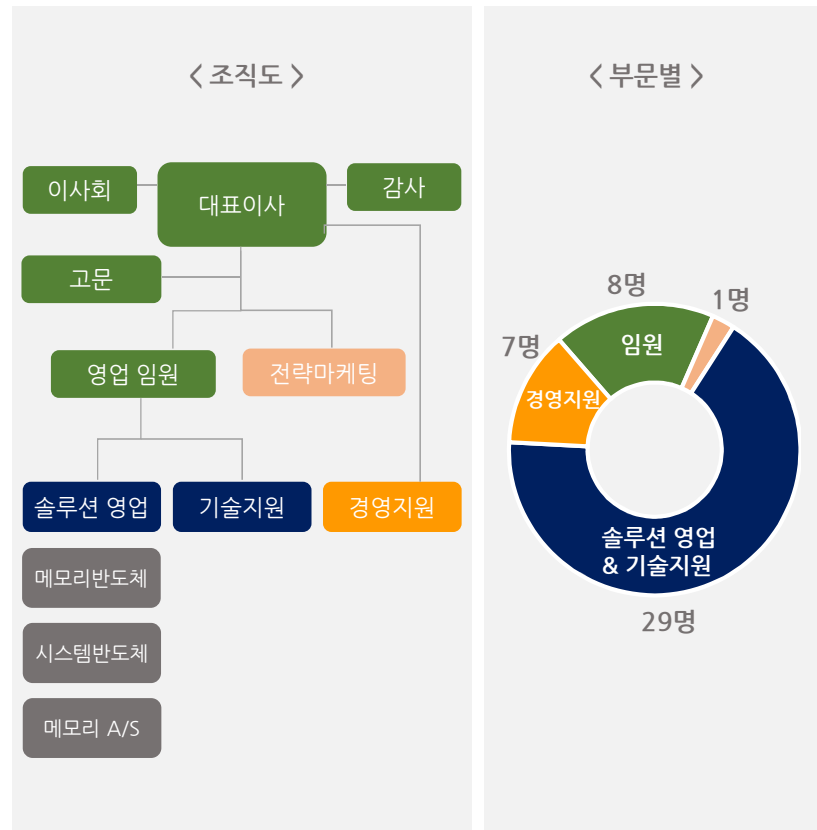 < 조직도 >
이사회
대표이사
감사
고문
영업 임원
전략마케팅
솔루션 영업
기술지원
경영지원
메모리반도체
시스템반도체
메모리 A/S
< 부문별 >
8명
1명
7명
임원
경영지원
솔루션 영업
& 기술지원
29명